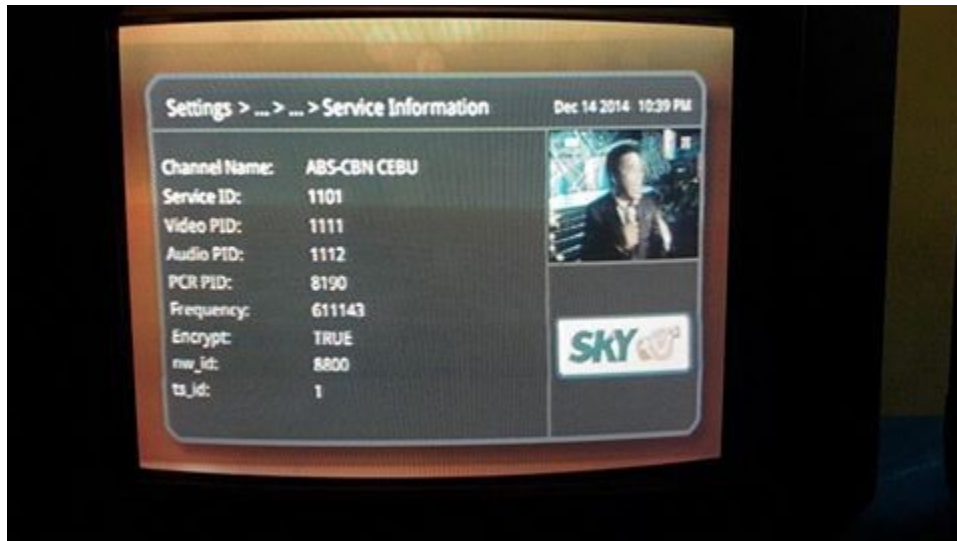 Settings > ... > ... > Service Information
Dec 14 2014 10:39 PM
Channel Name: ABS-CBN CEBU
Service ID: 1101
Video PID: 1111
Audio PID: 1112
PCR PID: 8190
Frequency: 611143
Encrypt: TRUE
nw_id: 8800
ts_id: 1
SKY